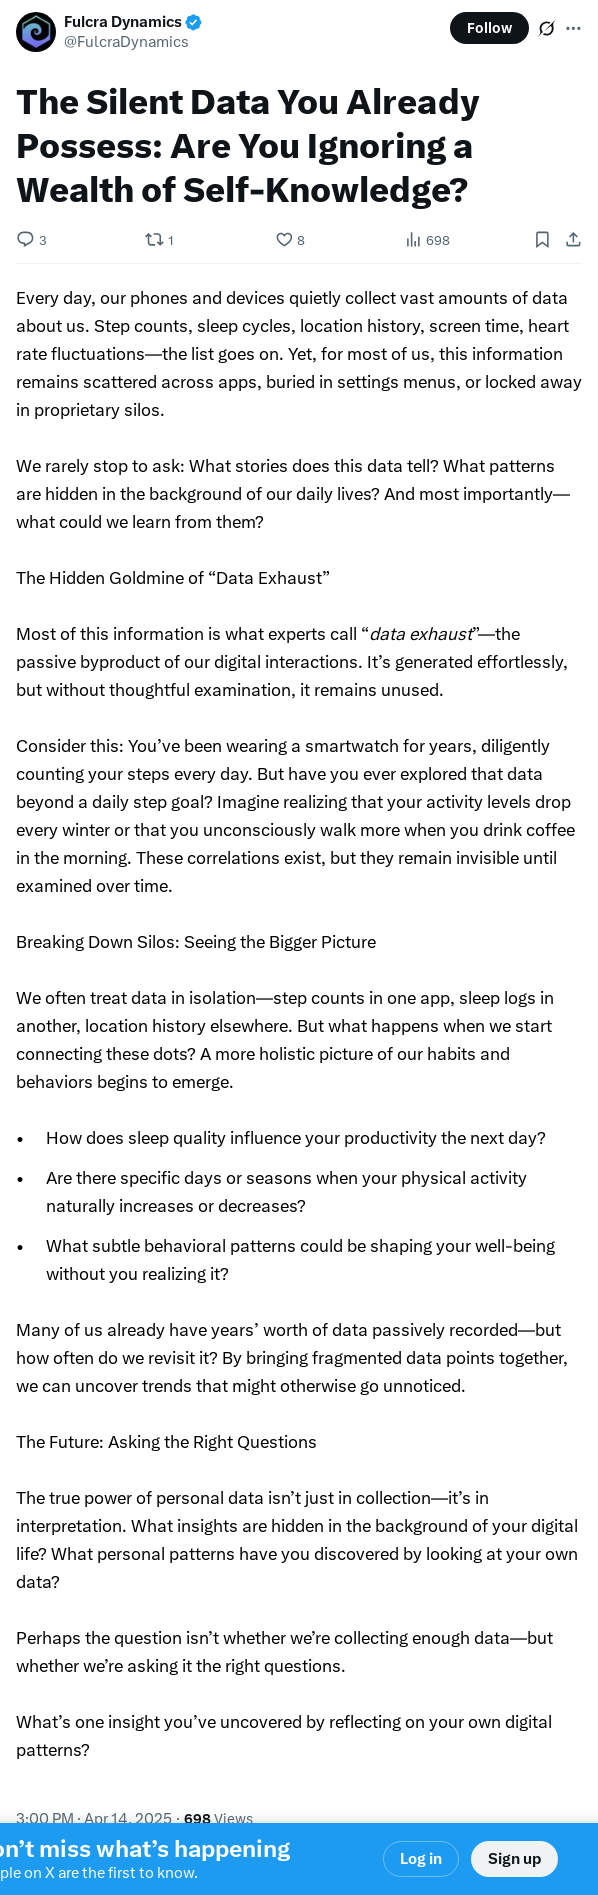 Fulcra Dynamics
@FulcraDynamics
Follow
The Silent Data You Already
Possess: Are You Ignoring a
Wealth of Self-Knowledge?
3
1
8
698
Every day, our phones and devices quietly collect vast amounts of data
about us. Step counts, sleep cycles, location history, screen time, heart
rate fluctuations—the list goes on. Yet, for most of us, this information
remains scattered across apps, buried in settings menus, or locked away
in proprietary silos.
We rarely stop to ask: What stories does this data tell? What patterns
are hidden in the background of our daily lives? And most importantly—
what could we learn from them?
The Hidden Goldmine of “Data Exhaust”
Most of this information is what experts call “data exhaust”—the
passive byproduct of our digital interactions. It’s generated effortlessly,
but without thoughtful examination, it remains unused.
Consider this: You’ve been wearing a smartwatch for years, diligently
counting your steps every day. But have you ever explored that data
beyond a daily step goal? Imagine realizing that your activity levels drop
every winter or that you unconsciously walk more when you drink coffee
in the morning. These correlations exist, but they remain invisible until
examined over time.
Breaking Down Silos: Seeing the Bigger Picture
We often treat data in isolation—step counts in one app, sleep logs in
another, location history elsewhere. But what happens when we start
connecting these dots? A more holistic picture of our habits and
behaviors begins to emerge.
• How does sleep quality influence your productivity the next day?
• Are there specific days or seasons when your physical activity
naturally increases or decreases?
• What subtle behavioral patterns could be shaping your well-being
without you realizing it?
Many of us already have years’ worth of data passively recorded—but
how often do we revisit it? By bringing fragmented data points together,
we can uncover trends that might otherwise go unnoticed.
The Future: Asking the Right Questions
The true power of personal data isn’t just in collection—it’s in
interpretation. What insights are hidden in the background of your digital
life? What personal patterns have you discovered by looking at your own
data?
Perhaps the question isn’t whether we’re collecting enough data—but
whether we’re asking it the right questions.
What’s one insight you’ve uncovered by reflecting on your own digital
patterns?
3:00 PM · Apr 14, 2025 · 698 Views
on’t miss what’s happening
ple on X are the first to know.
Log in
Sign up